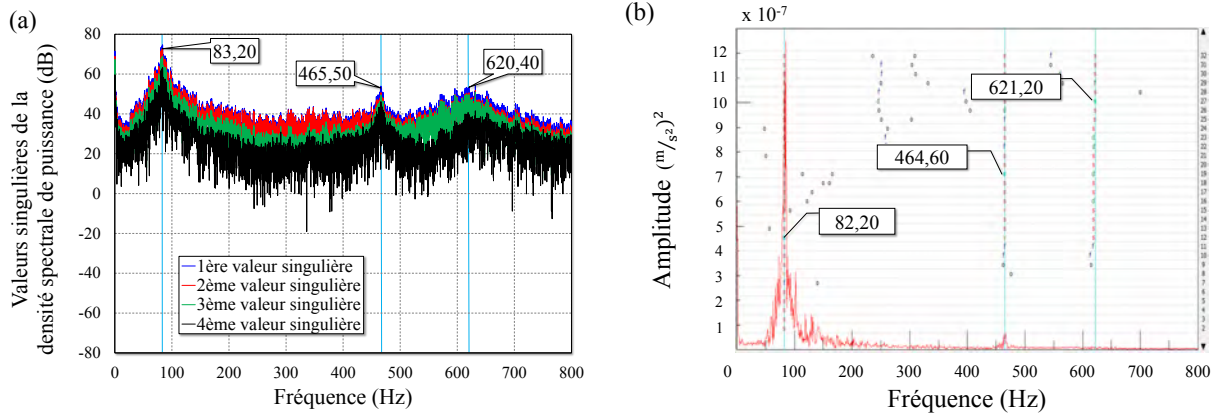 (a)
Valeurs singulières de la
densité spectrale de puissance (dB)
80
60
40
20
0
-20
-40
-60
-80
83,20
465,50
620,40
1ère valeur singulière
2ème valeur singulière
3ème valeur singulière
4ème valeur singulière
0 100 200 300 400 500 600 700 800
Fréquence (Hz)
(b)
x 10-7
Amplitude (m/s²)²
12
11
10
9
8
7
6
5
4
3
2
1
621,20
464,60
82,20
0 100 200 300 400 500 600 700 800
Fréquence (Hz)